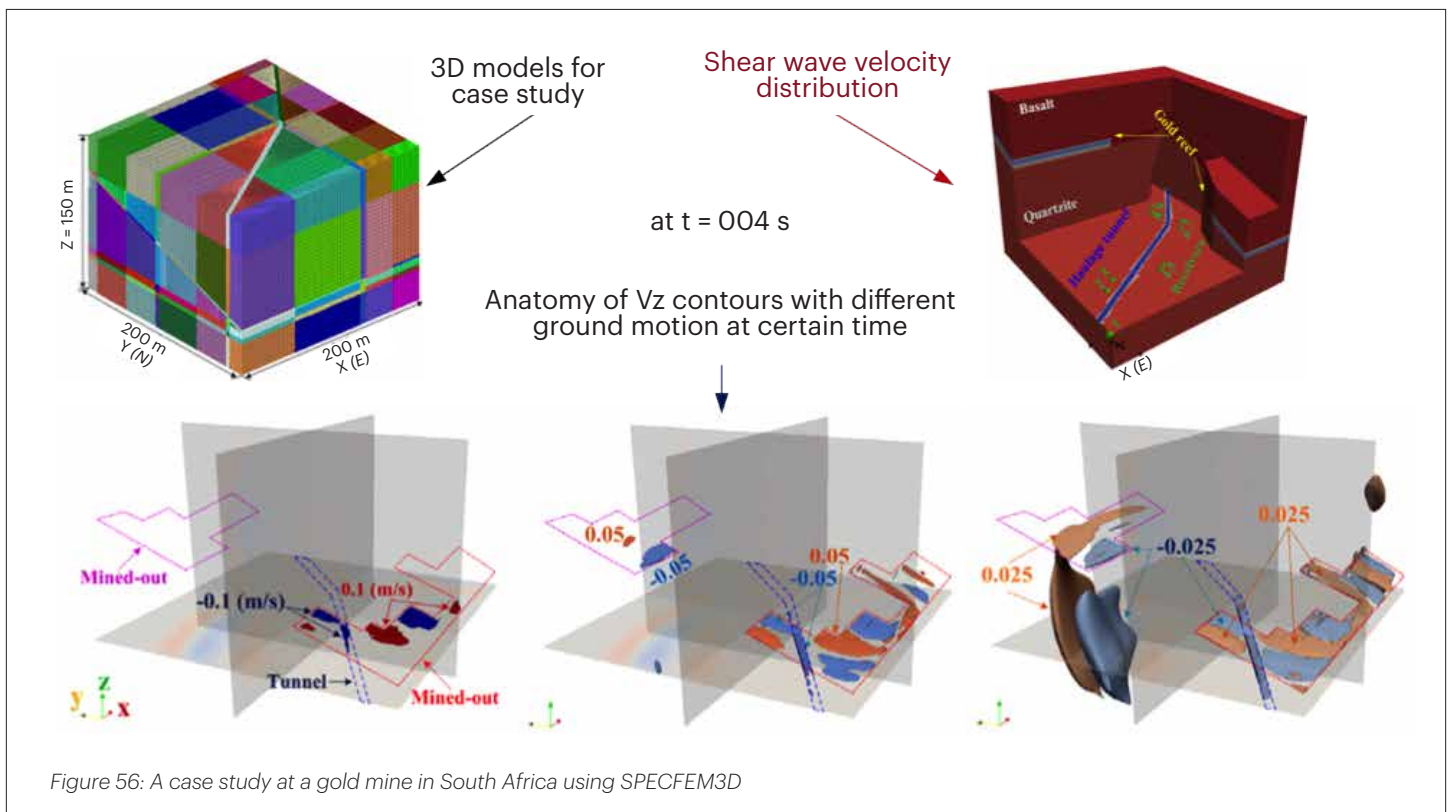 3D models for
case study
Shear wave velocity
distribution
Z = 150 m
200 m
Y (N)
200 m
X (E)
at t = 004 s
Basalt
Gold reef
Quartzite
Haulage tunnel
X (E)
Anatomy of Vz contours with different
ground motion at certain time
Mined-out
-0.1 (m/s)
0.1 (m/s)
Tunnel
Mined-out
y
z
x
0.05
-0.05
0.05
-0.05
0.025
-0.025
0.025
Figure 56: A case study at a gold mine in South Africa using SPECFEM3D